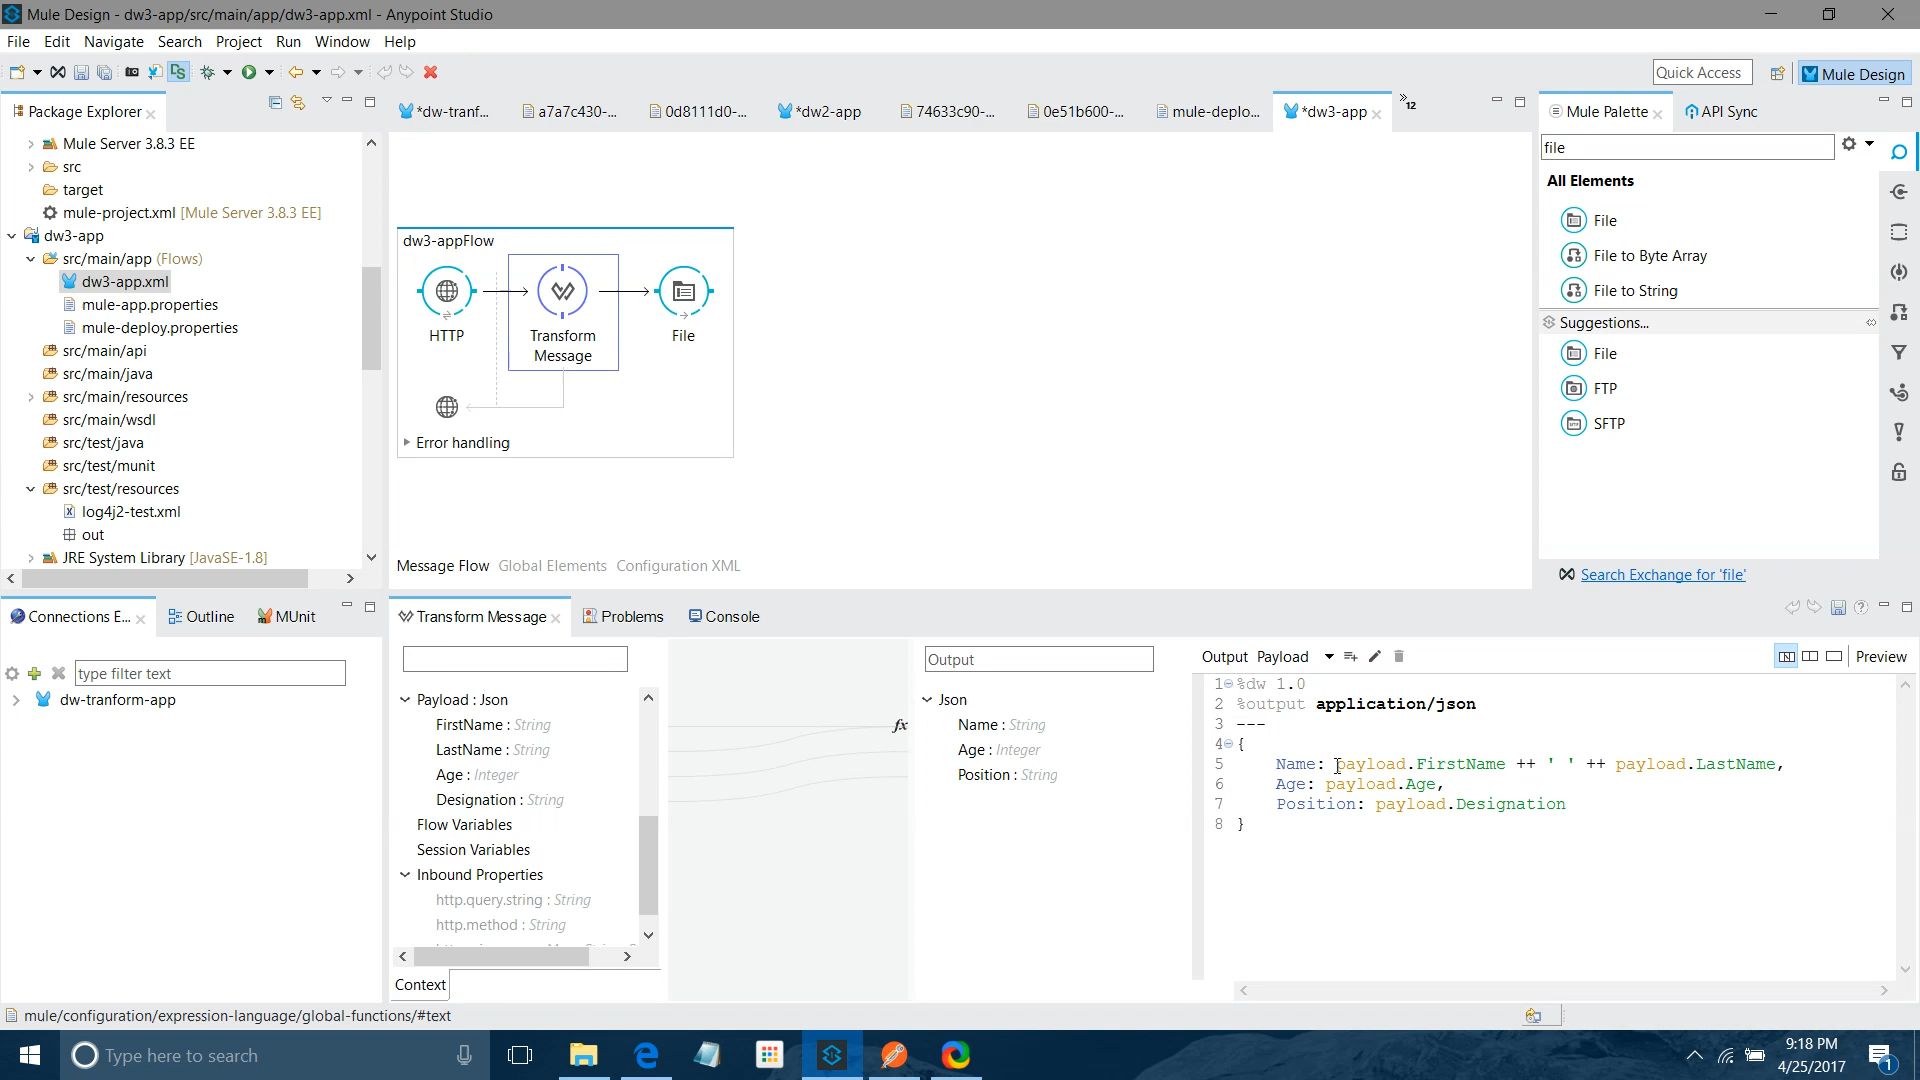 Mule Design - dw3-app/src/main/app/dw3-app.xml - Anypoint Studio
File Edit Navigate Search Project Run Window Help
Quick Access
Mule Design
Package Explorer
Mule Server 3.8.3 EE
src
target
mule-project.xml [Mule Server 3.8.3 EE]
dw3-app
src/main/app (Flows)
dw3-app.xml
mule-app.properties
mule-deploy.properties
src/main/api
src/main/java
src/main/resources
src/main/wsdl
src/test/java
src/test/munit
src/test/resources
log4j2-test.xml
out
JRE System Library [JavaSE-1.8]
*dw-tranf... a7a7c430-... 0d8111d0-... *dw2-app 74633c90-... 0e51b600-... mule-deplo... *dw3-app »12
dw3-appFlow
HTTP
Transform
Message
File
Error handling
Message Flow Global Elements Configuration XML
Mule Palette API Sync
file
All Elements
File
File to Byte Array
File to String
Suggestions...
File
FTP
SFTP
Search Exchange for 'file'
Connections E... Outline MUnit
type filter text
dw-tranform-app
Transform Message Problems Console
Payload : Json
FirstName : String
LastName : String
Age : Integer
Designation : String
Flow Variables
Session Variables
Inbound Properties
http.query.string : String
http.method : String
Context
fx
Output
Json
Name : String
Age : Integer
Position : String
Output Payload
Preview
1 %dw 1.0
2 %output application/json
3 ---
4 {
5 Name: payload.FirstName ++ ' ' ++ payload.LastName,
6 Age: payload.Age,
7 Position: payload.Designation
8 }
mule/configuration/expression-language/global-functions/#text
Type here to search
9:18 PM
4/25/2017
1